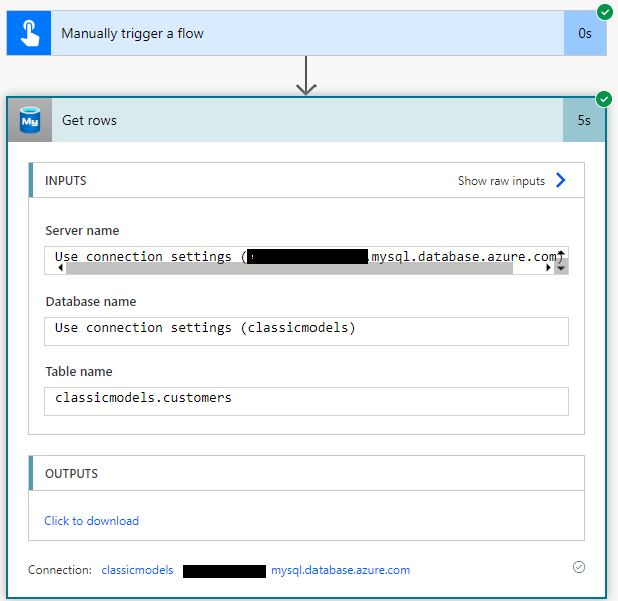 Manually trigger a flow
0s
My
Get rows
5s
INPUTS
Show raw inputs
Server name
Use connection settings ( .mysql.database.azure.com)
Database name
Use connection settings (classicmodels)
Table name
classicmodels.customers
OUTPUTS
Click to download
Connection: classicmodels mysql.database.azure.com